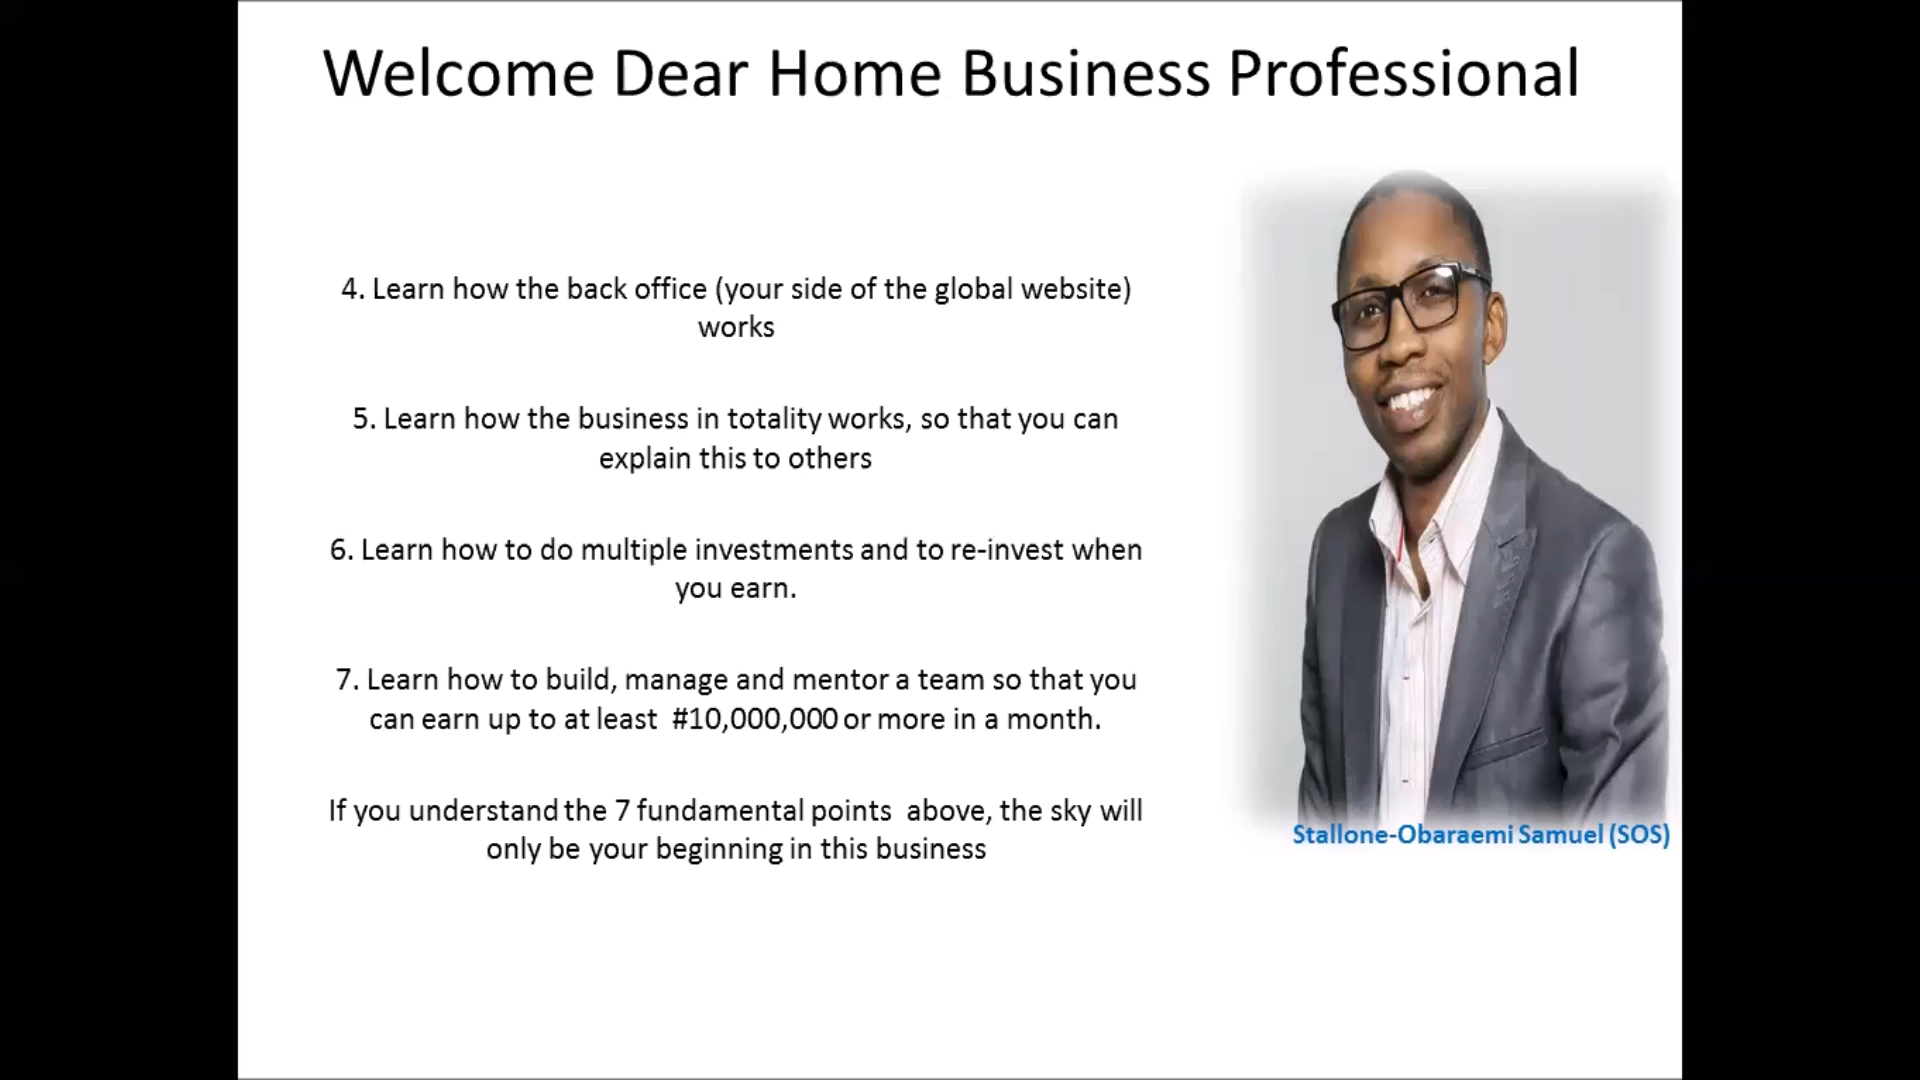 Welcome Dear Home Business Professional
4. Learn how the back office (your side of the global website)
works
5. Learn how the business in totality works, so that you can
explain this to others
6. Learn how to do multiple investments and to re-invest when
you earn.
7. Learn how to build, manage and mentor a team so that you
can earn up to at least #10,000,000 or more in a month.
If you understand the 7 fundamental points above, the sky will
only be your beginning in this business
Stallone-Obaraemi Samuel (SOS)